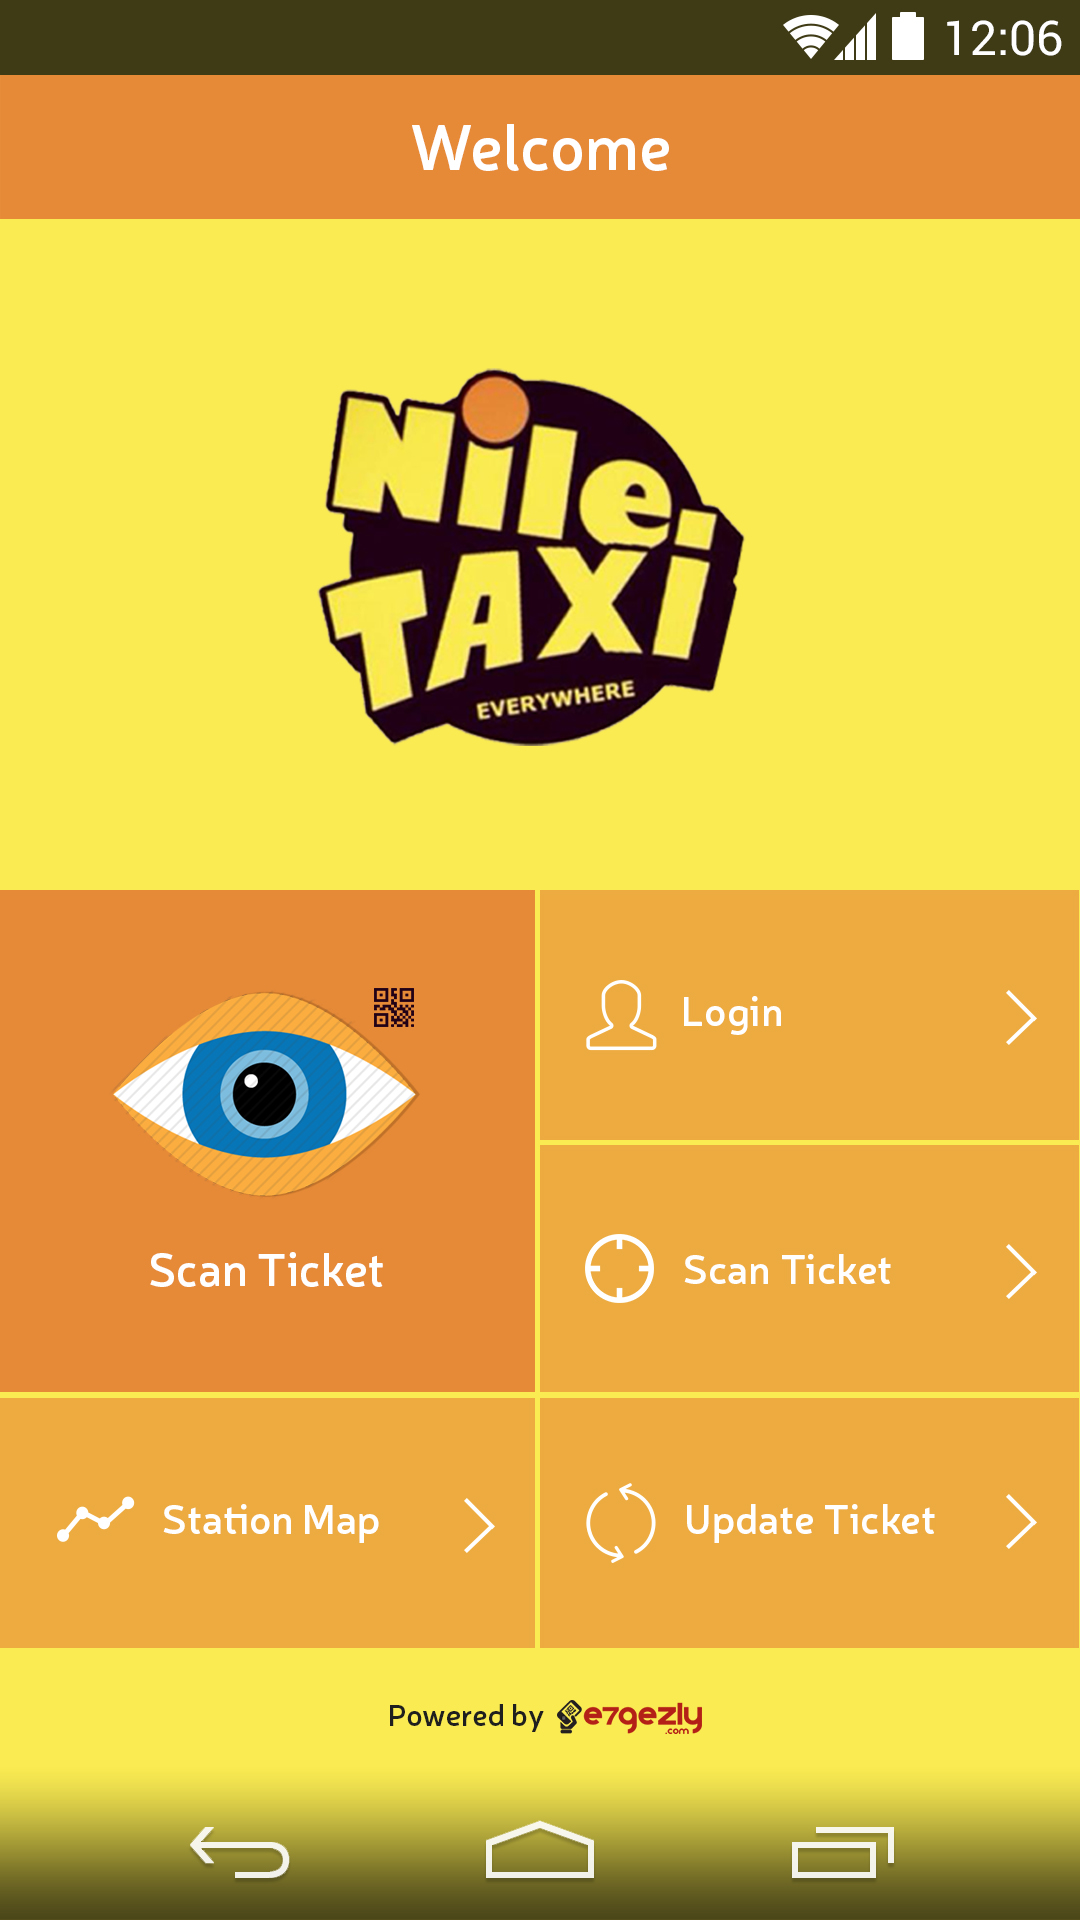 12:06
Welcome
Nile
TAXi
EVERYWHERE
Login
Scan Ticket
Scan Ticket
Station Map
Update Ticket
Powered by e7gezly
.com